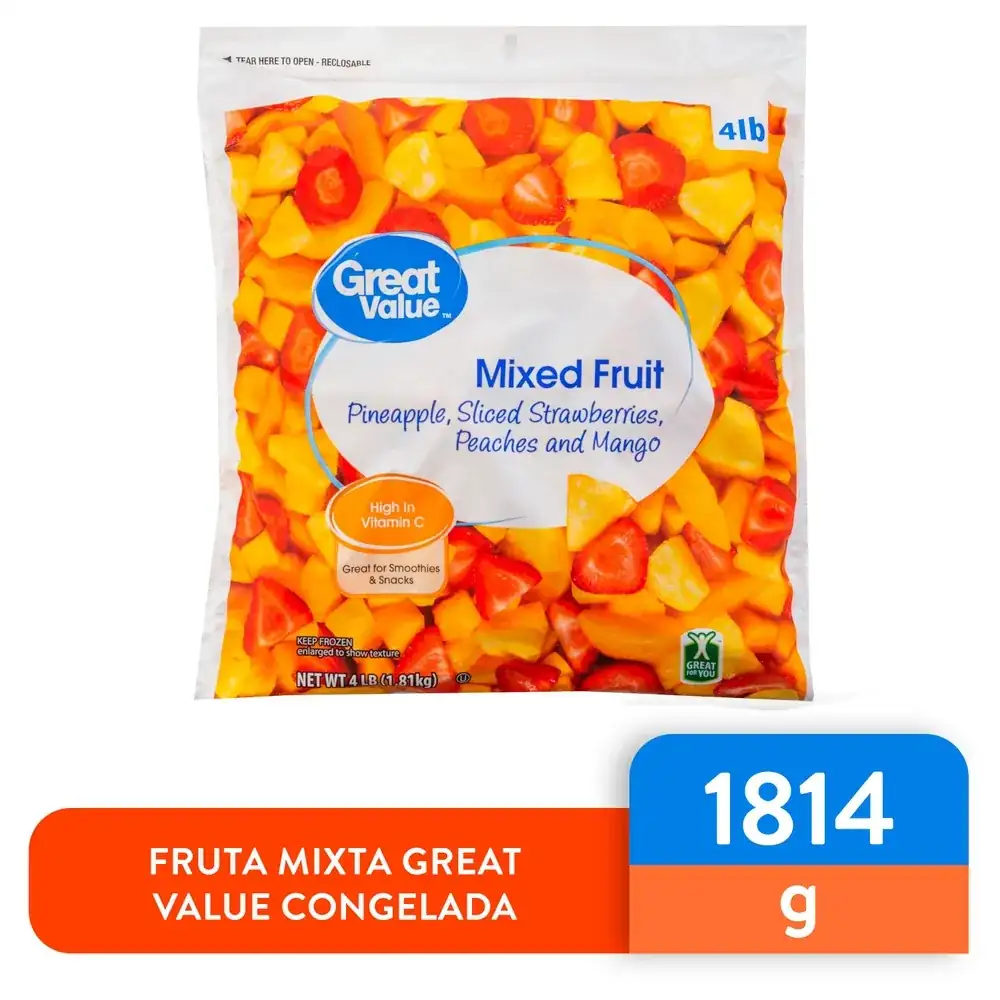 TEAR HERE TO OPEN - RECLOSABLE
4lb
Great
Value™
Mixed Fruit
Pineapple, Sliced Strawberries,
Peaches and Mango
High In
Vitamin C
Great for Smoothies
& Snacks
KEEP FROZEN
enlarged to show texture
NET WT 4 LB (1.81kg) U
GREAT
FOR YOU
1814
g
FRUTA MIXTA GREAT
VALUE CONGELADA